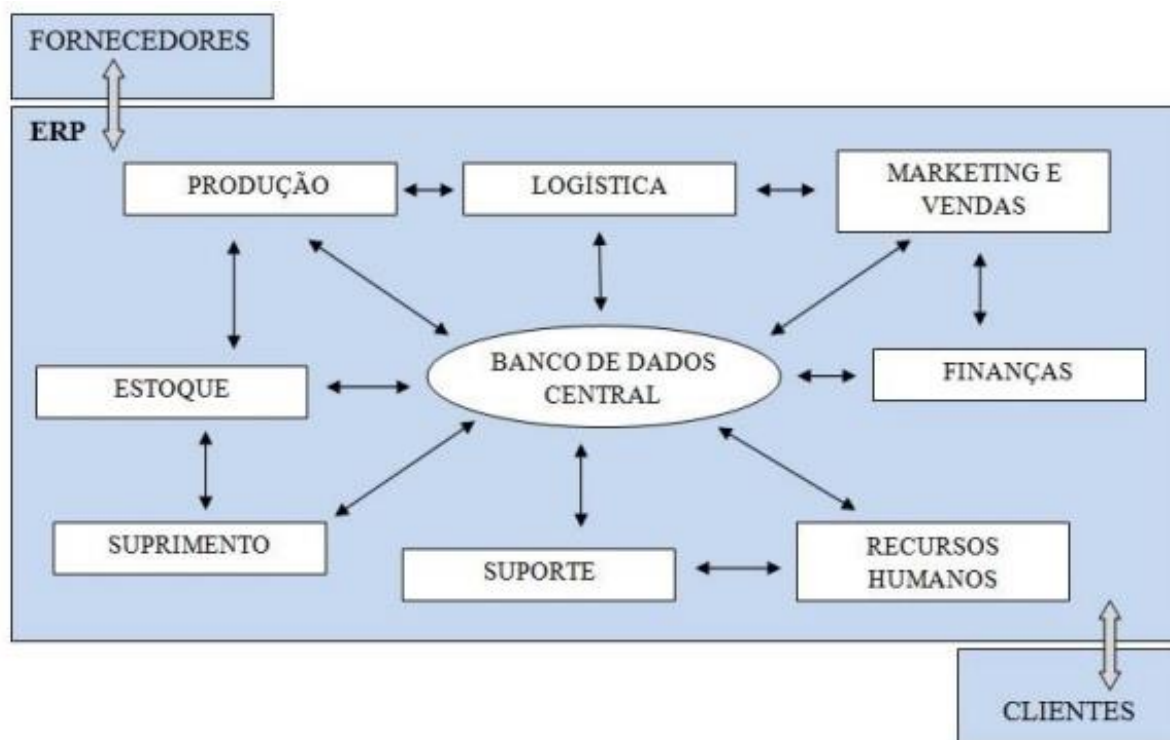 FORNECEDORES
ERP
PRODUÇÃO
LOGÍSTICA
MARKETING E
VENDAS
ESTOQUE
BANCO DE DADOS
CENTRAL
FINANÇAS
SUPRIMENTO
SUPORTE
RECURSOS
HUMANOS
CLIENTES